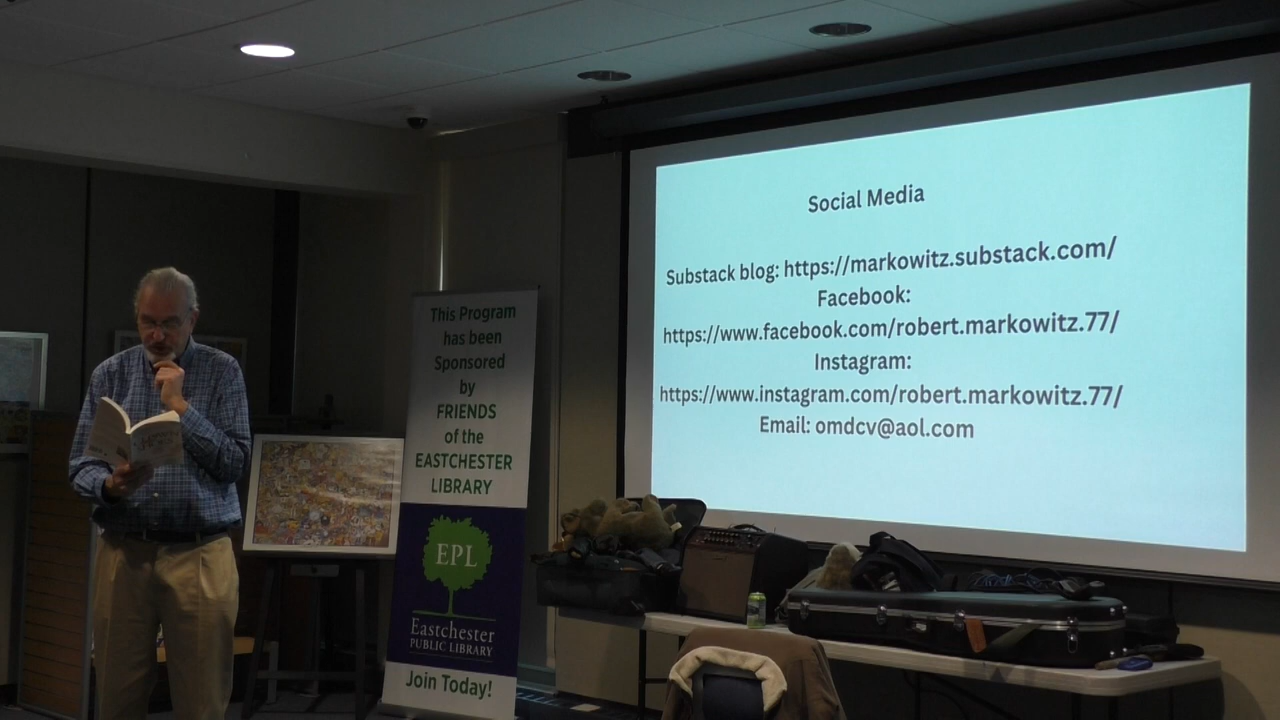 This Program
has been
Sponsored
by
FRIENDS
of the
EASTCHESTER
LIBRARY
EPL
Eastchester
PUBLIC LIBRARY
Join Today!
Social Media
Substack blog: https://markowitz.substack.com/
Facebook:
https://www.facebook.com/robert.markowitz.77/
Instagram:
https://www.instagram.com/robert.markowitz.77/
Email: omdcv@aol.com